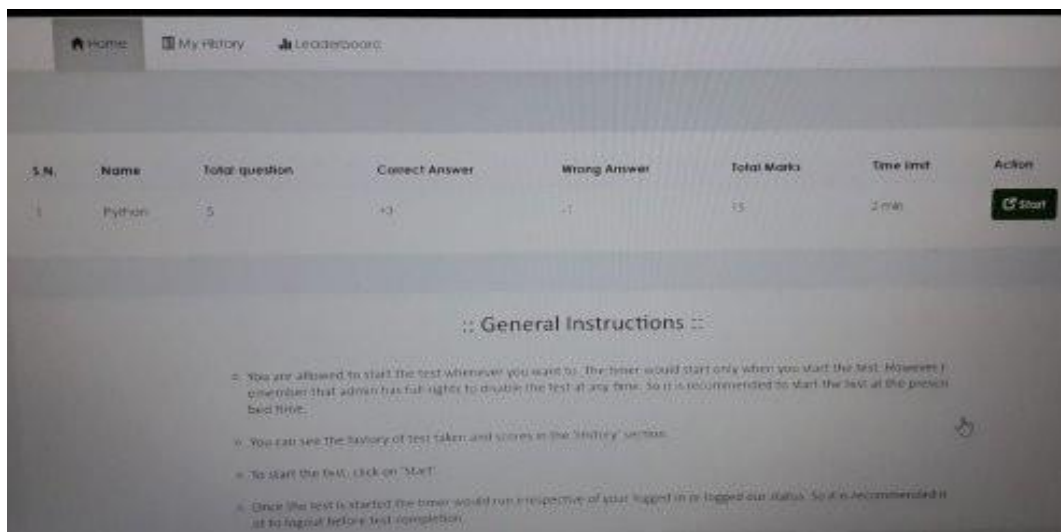 Home My History Leaderboard
S.N. Name Total question Correct Answer Wrong Answer Total Marks Time limit Action
1 Python 5 +3 -1 15 2 min Start
:: General Instructions ::
You are allowed to start the test whenever you want to. The timer would start only when you start the test. However r
emember that admin has full rights to disable the test at any time. So it is recommended to start the test at the prescri
bed time.
You can see the history of test taken and scores in the 'History' section.
To start the test, click on 'Start'.
Once the test is started the timer would run irrespective of your logged in or logged out status. So it is recommended n
ot to logout before test completion.